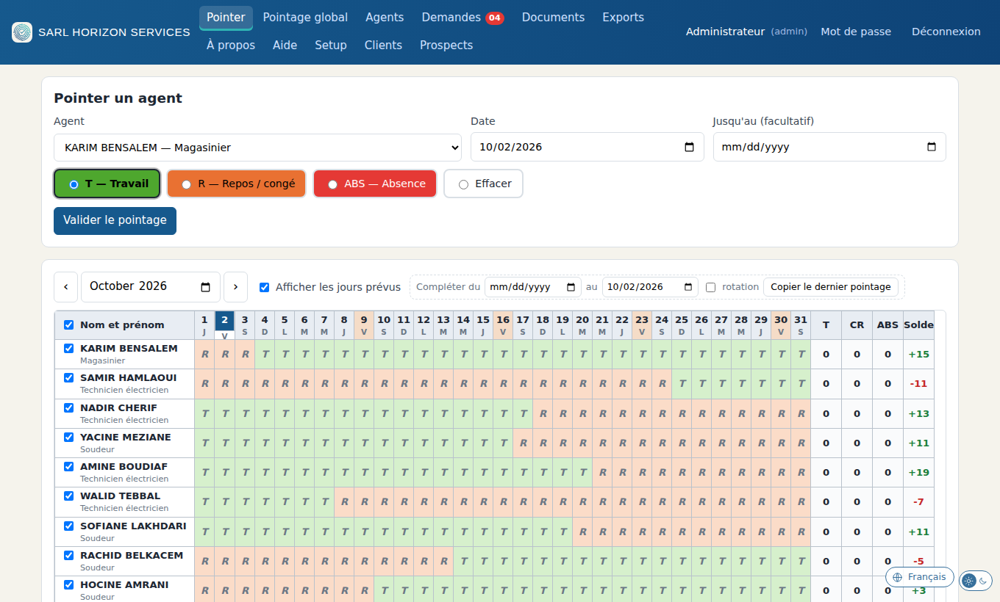 SARL HORIZON SERVICES
Pointer Pointage global Agents Demandes 04 Documents Exports
À propos Aide Setup Clients Prospects
Administrateur (admin) Mot de passe Déconnexion
Pointer un agent
Agent Date Jusqu'au (facultatif)
KARIM BENSALEM — Magasinier 10/02/2026 mm/dd/yyyy
T — Travail R — Repos / congé ABS — Absence Effacer
Valider le pointage
‹ October 2026 › Afficher les jours prévus Compléter du mm/dd/yyyy au 10/02/2026 rotation Copier le dernier pointage
Nom et prénom 1 2 3 4 5 6 7 8 9 10 11 12 13 14 15 16 17 18 19 20 21 22 23 24 25 26 27 28 29 30 31 T CR ABS Solde
J V S D L M M J V S D L M M J V S D L M M J V S D L M M J V S
KARIM BENSALEM R R R T T T T T T T T T T T T T T T T T T T T T T T T T T T T 0 0 0 +15
Magasinier
SAMIR HAMLAOUI R R R R R R R R R R R R R R R R R R R R R R R R T T T T T T T 0 0 0 -11
Technicien électricien
NADIR CHERIF T T T T T T T T T T T T T T T T T R R R R R R R R R R R R R R 0 0 0 +13
Technicien électricien
YACINE MEZIANE T T T T T T T T T T T T T T T T R R R R R R R R R R R R R R R 0 0 0 +11
Soudeur
AMINE BOUDIAF T T T T T T T T T T T T T T T T T T T T R R R R R R R R R R R 0 0 0 +19
Technicien électricien
WALID TEBBAL T T T T T T T R R R R R R R R R R R R R R R R R R R R R R R R 0 0 0 -7
Technicien électricien
SOFIANE LAKHDARI T T T T T T T T T T T T T T T T T T T R R R R R R R R R R R R 0 0 0 +11
Soudeur
RACHID BELKACEM R R R R R R R R R R R R R T T T T T T T T T T T T T T T T T T 0 0 0 -5
Soudeur
HOCINE AMRANI R R R R R R R R R T T T T T T T T T T T T T T T T T T T T T T 0 0 0 +3
Soudeur
Français